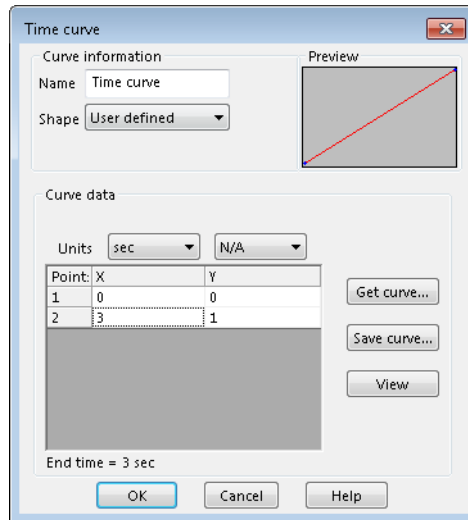 Time curve
Curve information
Preview
Name Time curve
Shape User defined
Curve data
Units sec N/A
Point: X Y
1 0 0
2 3 1
Get curve...
Save curve...
View
End time = 3 sec
OK Cancel Help